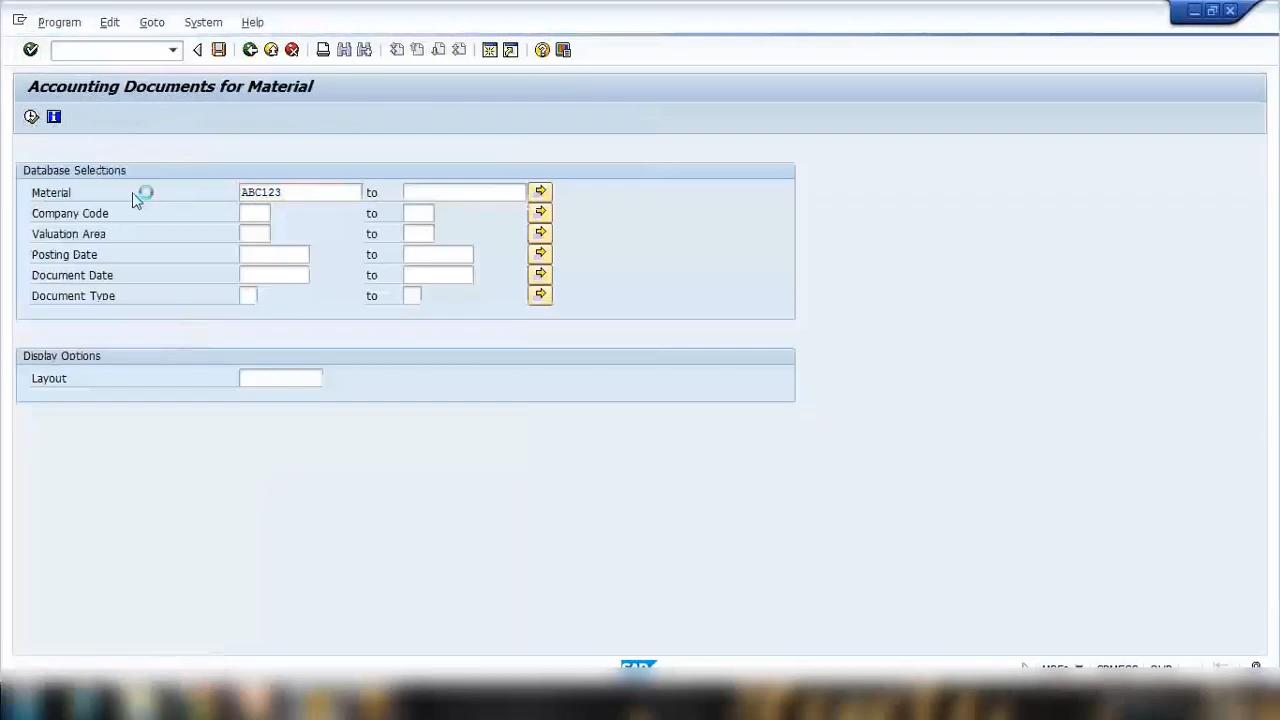 Program Edit Goto System Help
Accounting Documents for Material
Database Selections
Material ABC123 to
Company Code to
Valuation Area to
Posting Date to
Document Date to
Document Type to
Display Options
Layout
SAP